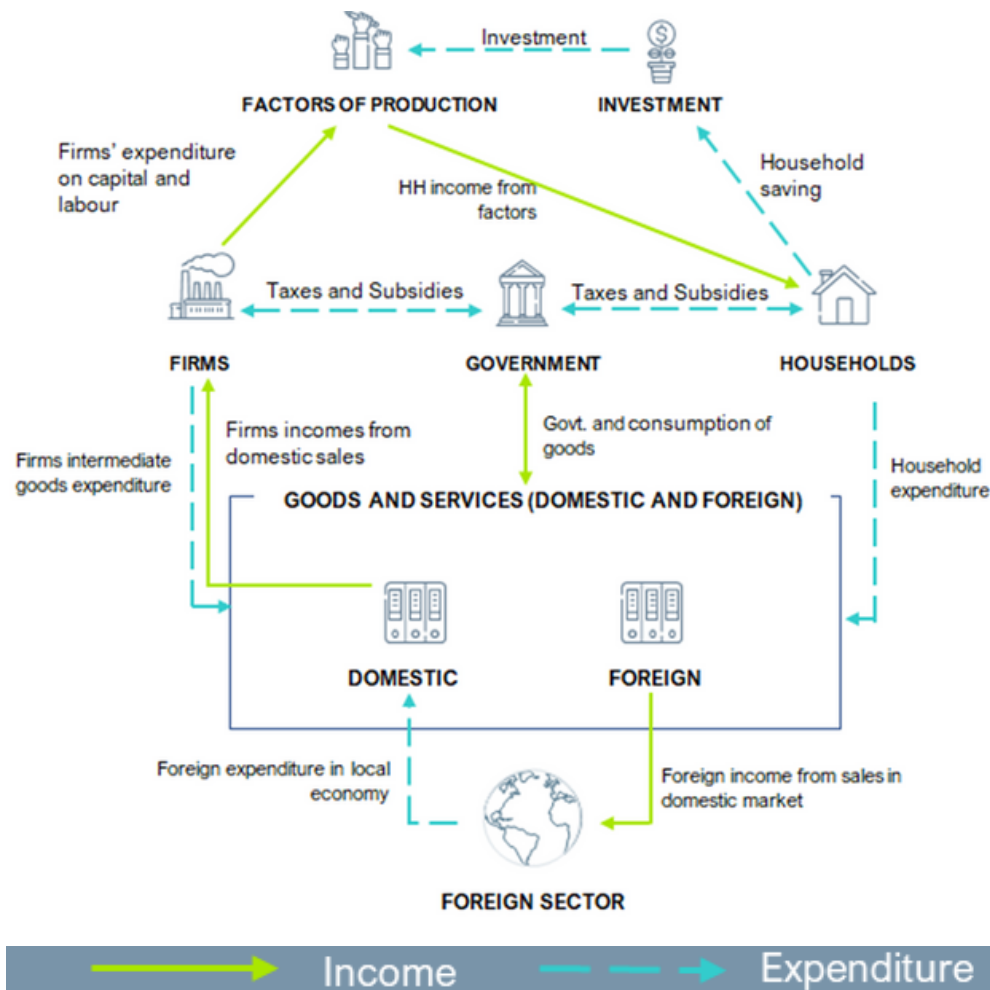 Investment
FACTORS OF PRODUCTION
INVESTMENT
Firms' expenditure
on capital and
labour
HH income from
factors
Household
saving
Taxes and Subsidies
Taxes and Subsidies
FIRMS
GOVERNMENT
HOUSEHOLDS
Firms intermediate
goods expenditure
Firms incomes from
domestic sales
Govt. and consumption of
goods
Household
expenditure
GOODS AND SERVICES (DOMESTIC AND FOREIGN)
DOMESTIC
FOREIGN
Foreign expenditure in local
economy
Foreign income from sales in
domestic market
FOREIGN SECTOR
Income
Expenditure